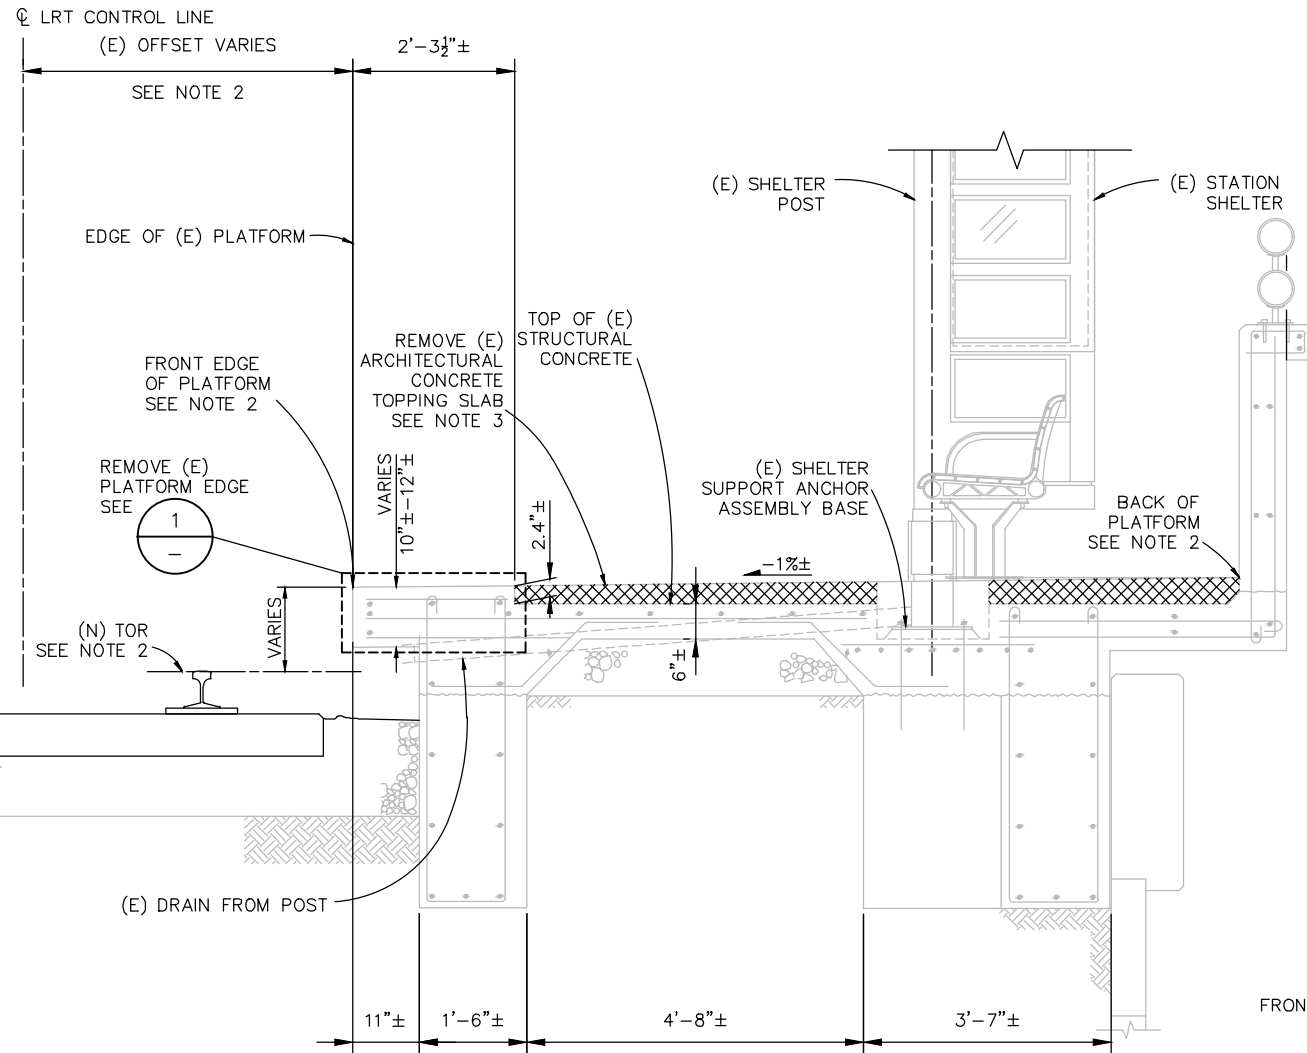 ℄ LRT CONTROL LINE
(E) OFFSET VARIES
2'-3½"±
SEE NOTE 2
(E) SHELTER
POST
(E) STATION
SHELTER
EDGE OF (E) PLATFORM
TOP OF (E)
STRUCTURAL
CONCRETE
REMOVE (E)
ARCHITECTURAL
CONCRETE
TOPPING SLAB
SEE NOTE 3
FRONT EDGE
OF PLATFORM
SEE NOTE 2
REMOVE (E)
PLATFORM EDGE
SEE
1
–
VARIES
10"±-12"±
2.4"±
(E) SHELTER
SUPPORT ANCHOR
ASSEMBLY BASE
BACK OF
PLATFORM
SEE NOTE 2
-1%±
VARIES
(N) TOR
SEE NOTE 2
6"±
(E) DRAIN FROM POST
FRON
11"±
1'-6"±
4'-8"±
3'-7"±